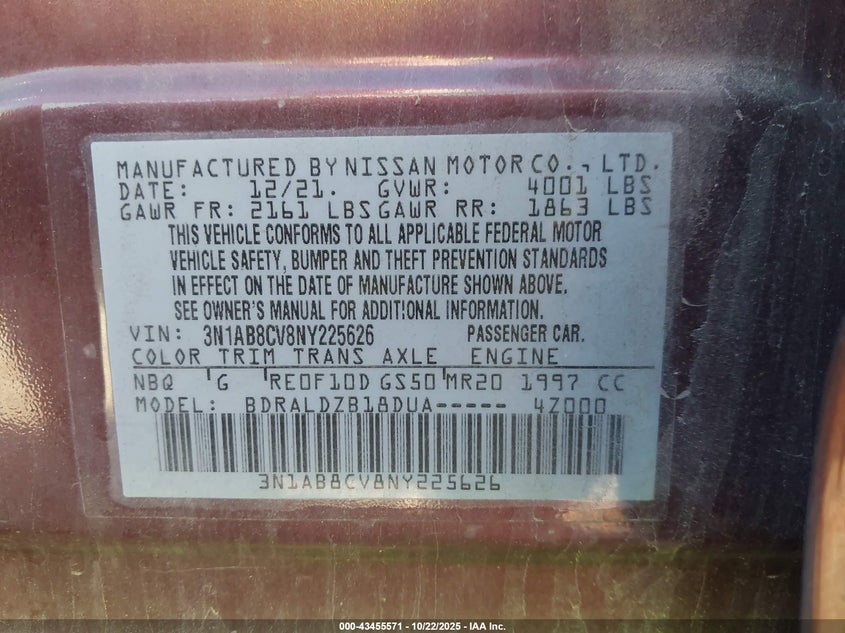 MANUFACTURED BY NISSAN MOTOR CO., LTD.
DATE: 12/21. GVWR: 4001 LBS
GAWR FR: 2161 LBS GAWR RR: 1863 LBS
THIS VEHICLE CONFORMS TO ALL APPLICABLE FEDERAL MOTOR
VEHICLE SAFETY, BUMPER AND THEFT PREVENTION STANDARDS
IN EFFECT ON THE DATE OF MANUFACTURE SHOWN ABOVE.
SEE OWNER'S MANUAL FOR ADDITIONAL INFORMATION.
VIN: 3N1AB8CV8NY225626 PASSENGER CAR.
COLOR TRIM TRANS AXLE ENGINE
NBQ G RE0F10D GS50 MR20 1997 CC
MODEL: BDRALDZB18DUA----- 4Z000
3N1AB8CV8NY225626
000-43455571 | 10/22/2025 - IAA Inc.